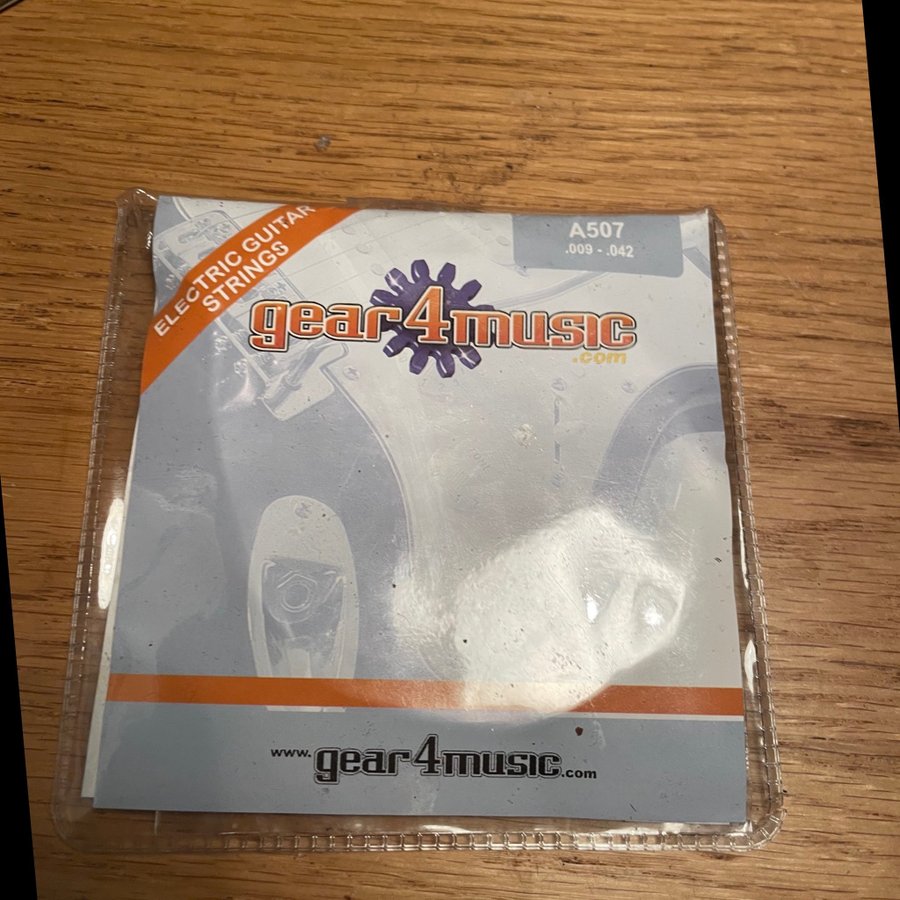 ELECTRIC GUITAR
STRINGS
A507
.009 - .042
gear4music
.com
www.gear4music.com